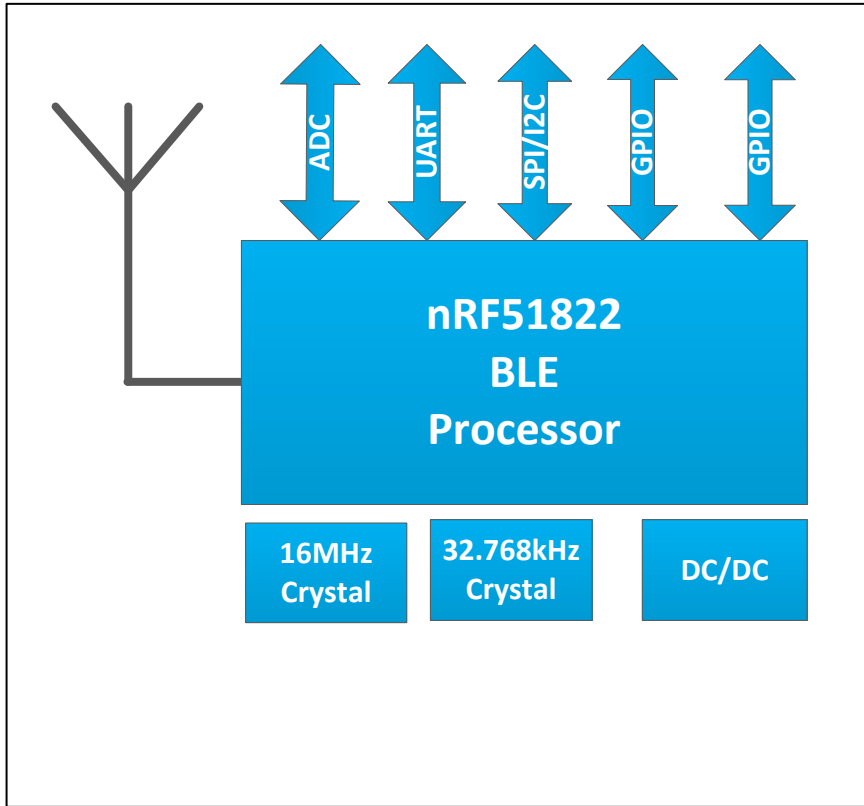 ADC
UART
SPI/I2C
GPIO
GPIO
nRF51822
BLE
Processor
16MHz
Crystal
32.768kHz
Crystal
DC/DC